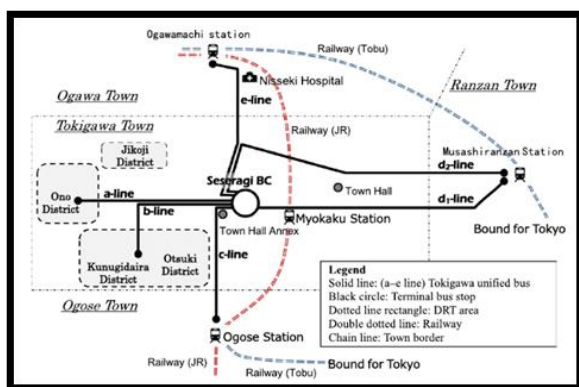 Ogawamachi station
Railway (Tobu)
Nisseki Hospital
Ranzan Town
Ogawa Town
e-line
Tokigawa Town
Railway (JR)
Jikoji
District
Musashiranzan Station
Seseragi BC
d₂-line
Ono
District
a-line
Town Hall
b-line
d₁-line
Town Hall Annex
Myokaku Station
Bound for Tokyo
Kunugidaira
District
Otsuki
District
c-line
Legend
Solid line: (a–e line) Tokigawa unified bus
Black circle: Terminal bus stop
Dotted line rectangle: DRT area
Double dotted line: Railway
Chain line: Town border
Ogose Town
Ogose Station
Railway (JR)
Bound for Tokyo
Railway (Tobu)